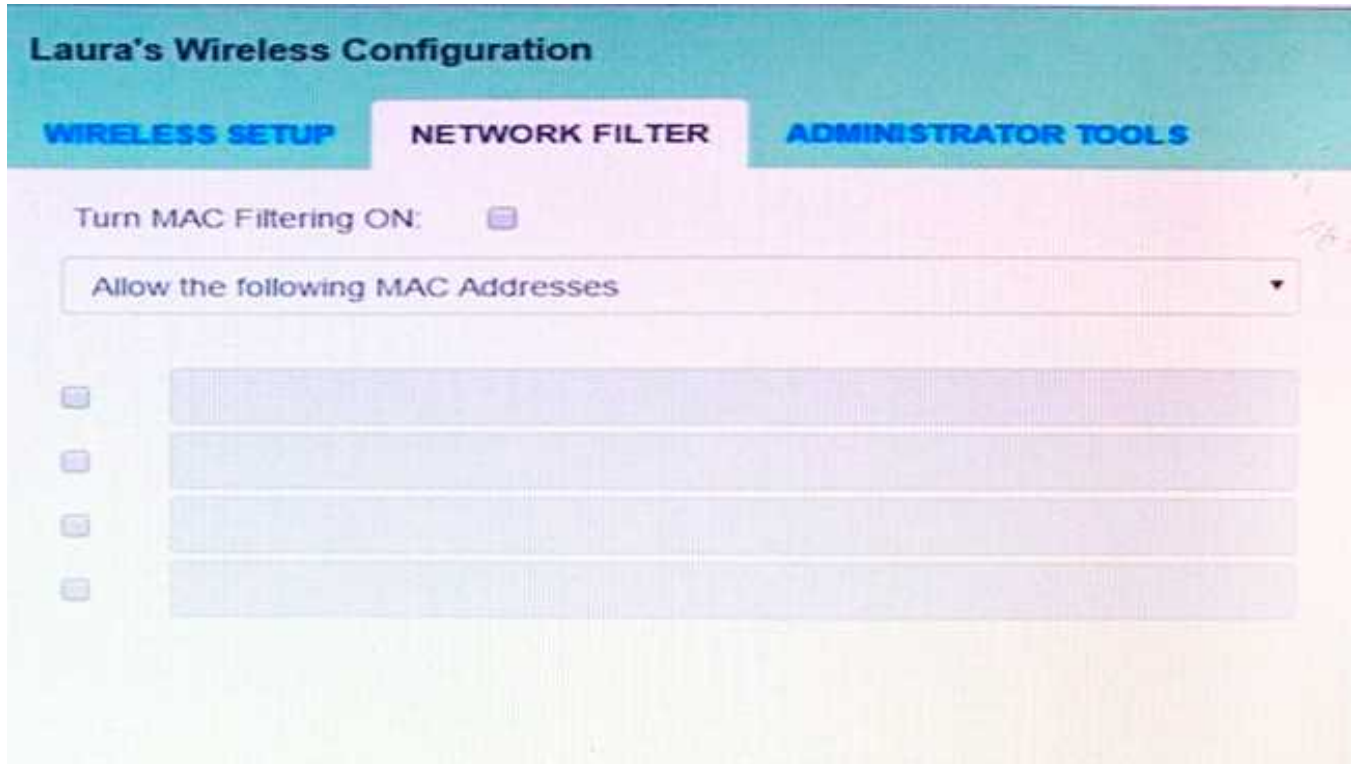 Laura's Wireless Configuration
WIRELESS SETUP NETWORK FILTER ADMINISTRATOR TOOLS
Turn MAC Filtering ON:
Allow the following MAC Addresses